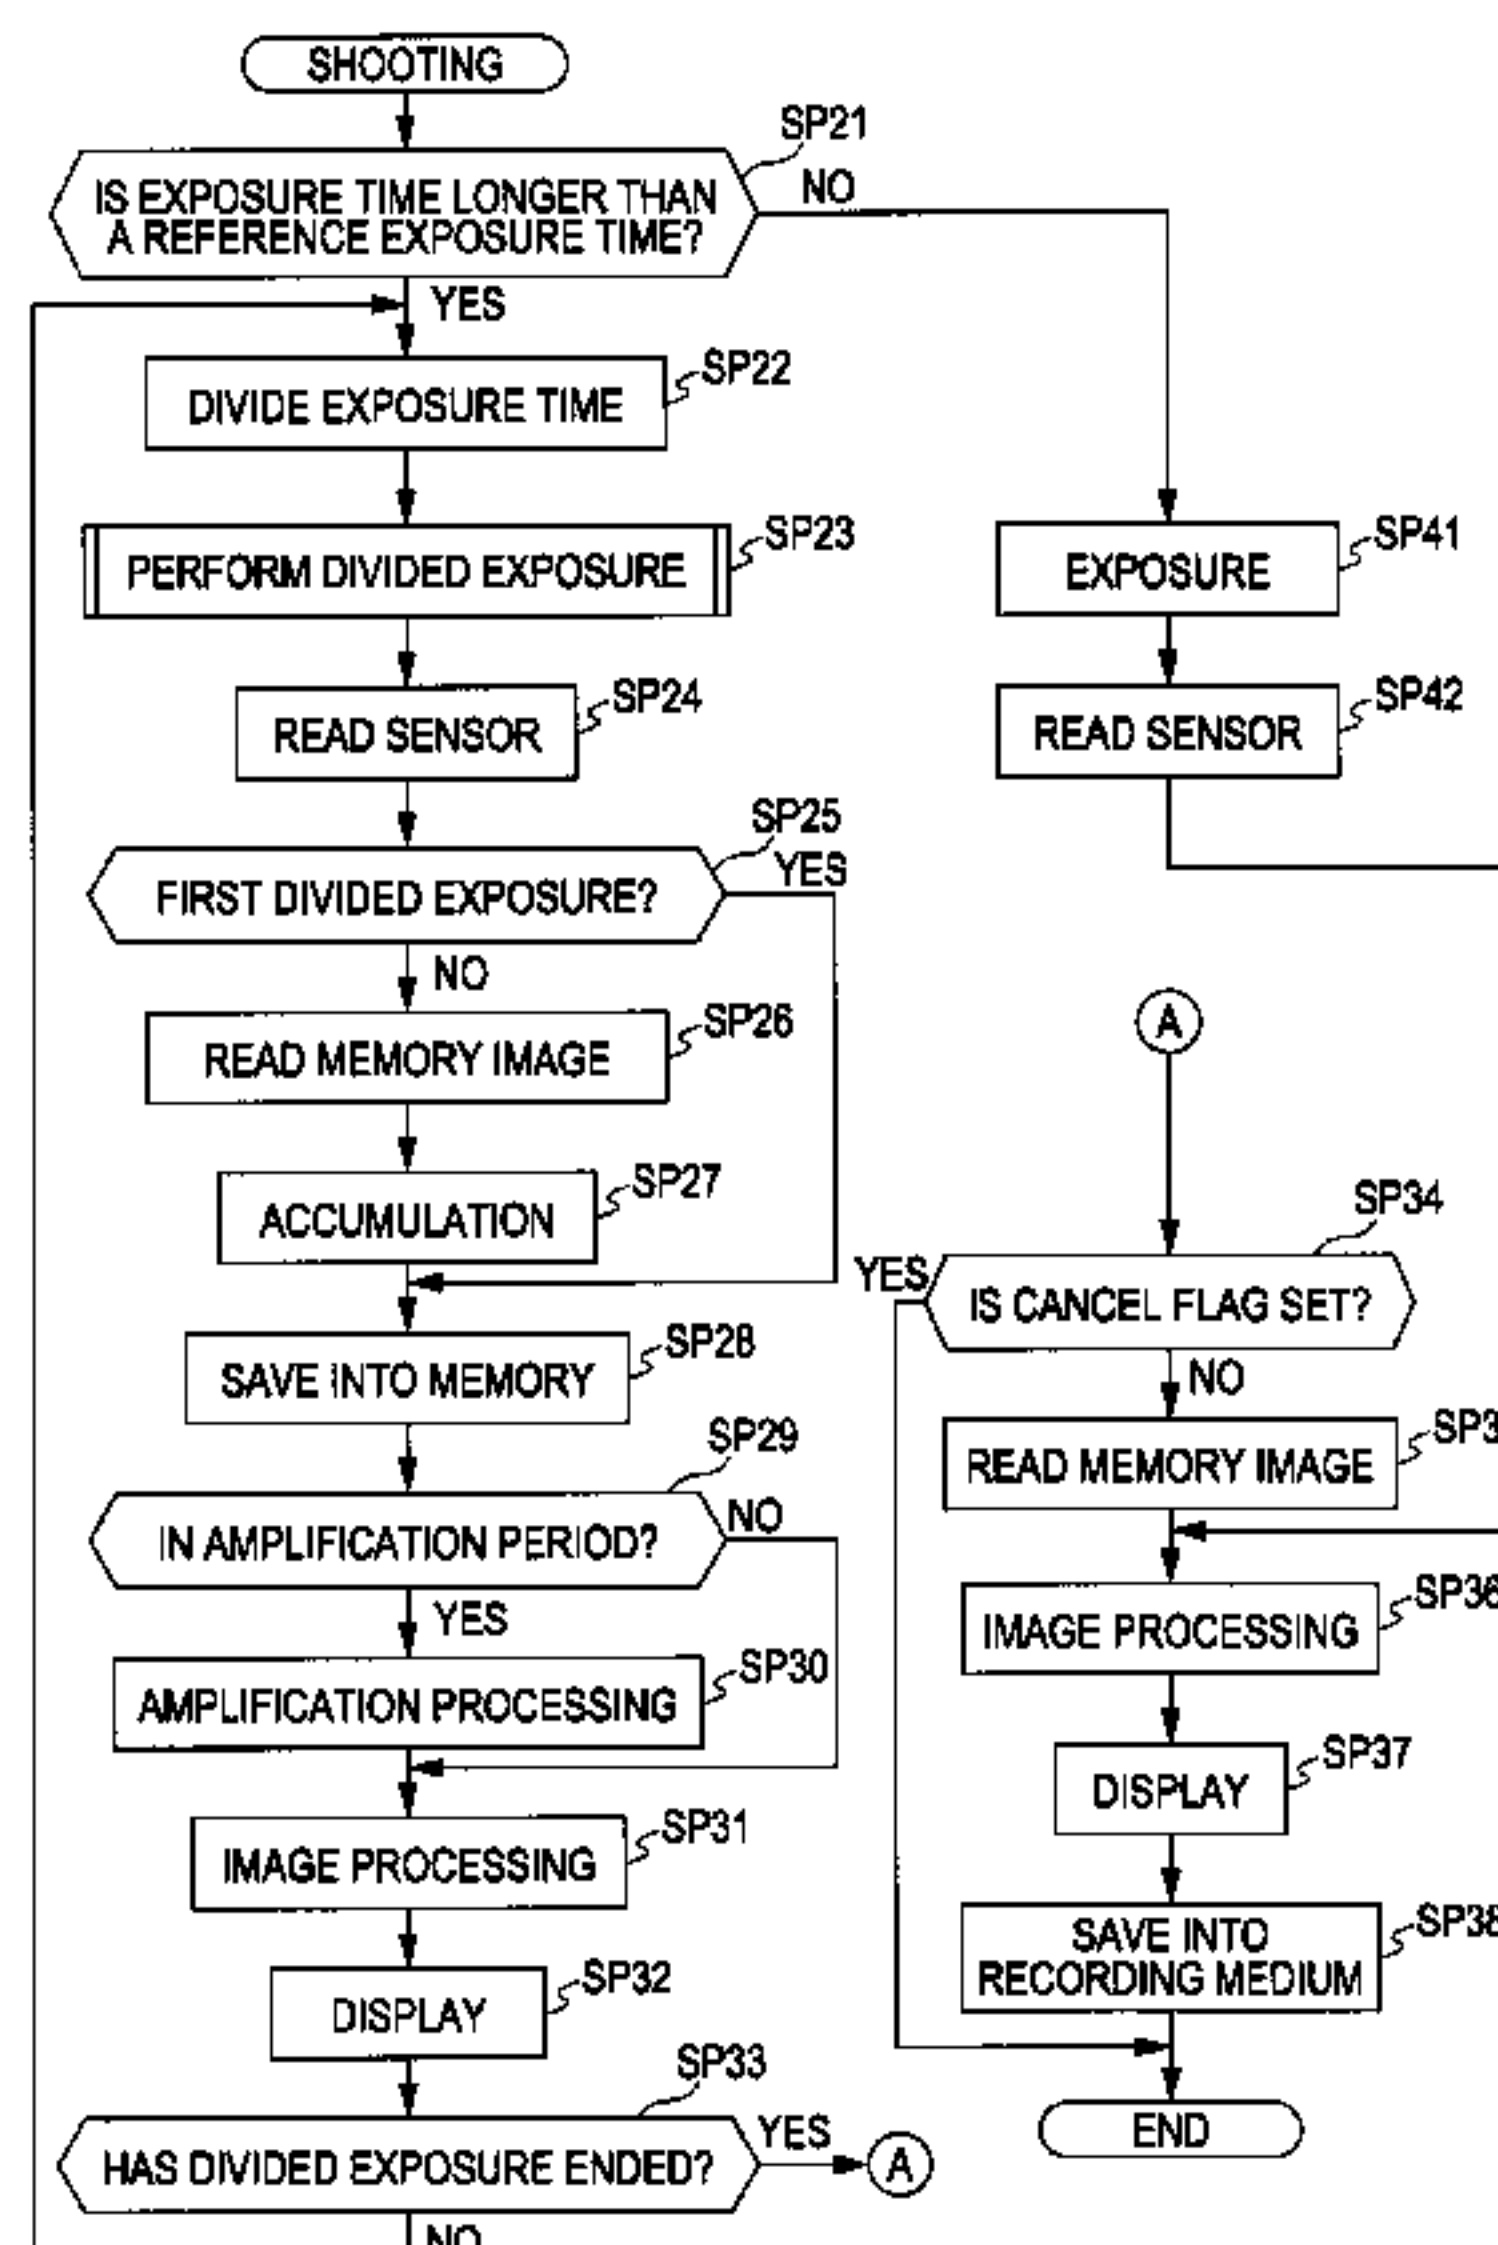 SHOOTING
SP21
IS EXPOSURE TIME LONGER THAN
A REFERENCE EXPOSURE TIME?
NO
YES
SP22
DIVIDE EXPOSURE TIME
SP23
PERFORM DIVIDED EXPOSURE
SP24
READ SENSOR
SP25
FIRST DIVIDED EXPOSURE?
YES
NO
SP26
READ MEMORY IMAGE
SP27
ACCUMULATION
SP28
SAVE INTO MEMORY
SP29
IN AMPLIFICATION PERIOD?
NO
YES
SP30
AMPLIFICATION PROCESSING
SP31
IMAGE PROCESSING
SP32
DISPLAY
SP33
HAS DIVIDED EXPOSURE ENDED?
YES
A
NO
SP41
EXPOSURE
SP42
READ SENSOR
A
SP34
IS CANCEL FLAG SET?
YES
NO
READ MEMORY IMAGE
SP36
IMAGE PROCESSING
SP37
DISPLAY
SP38
SAVE INTO
RECORDING MEDIUM
END